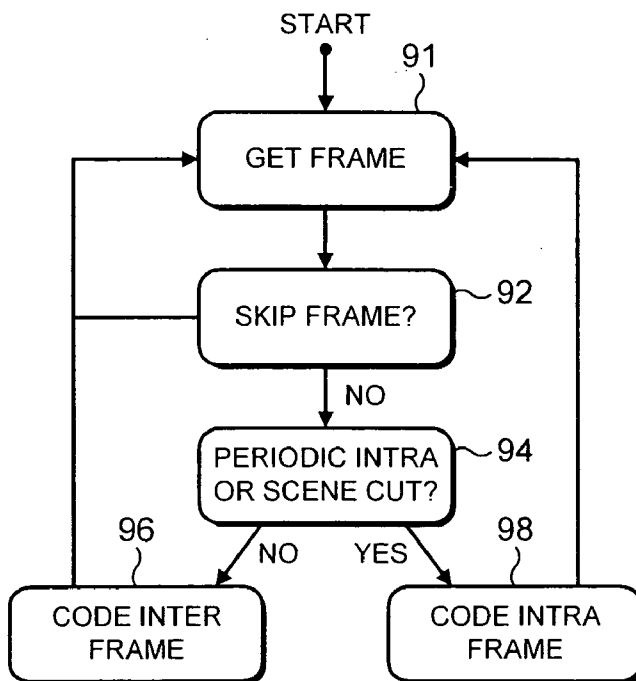 START
91
GET FRAME
92
SKIP FRAME?
NO
94
PERIODIC INTRA
OR SCENE CUT?
96
NO
YES
98
CODE INTER
FRAME
CODE INTRA
FRAME